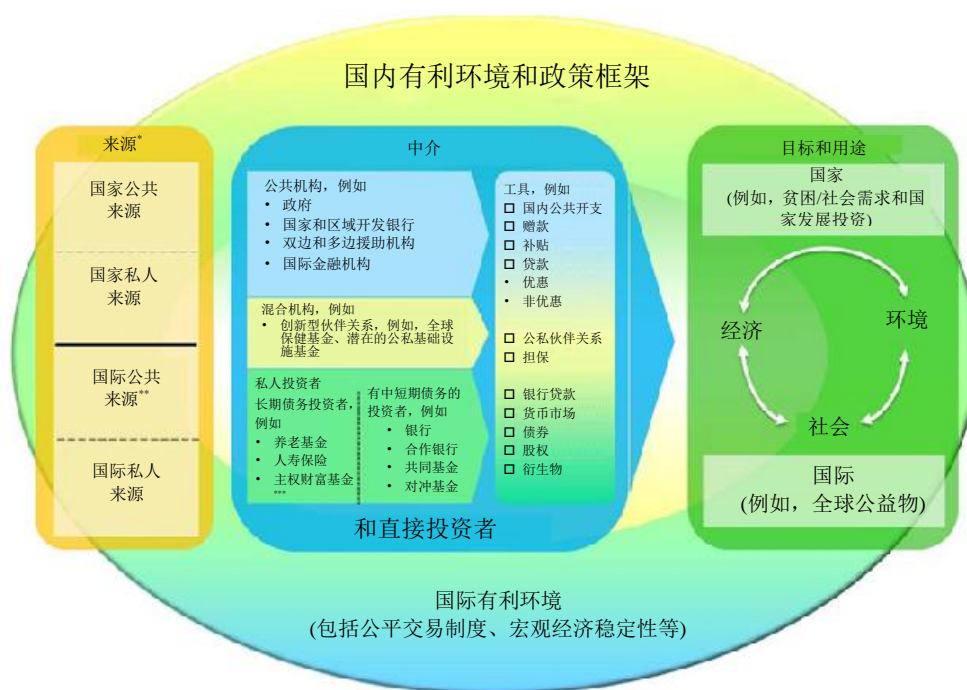 国内有利环境和政策框架
来源*
国家公共
来源
国家私人
来源
国际公共
来源**
国际私人
来源
中介
公共机构，例如
• 政府
• 国家和区域开发银行
• 双边和多边援助机构
• 国际金融机构
混合机构，例如
• 创新型伙伴关系，例如，全球
保健基金、潜在的公私基础设
施基金
私人投资者
长期债务投资者，
例如
• 养老基金
• 人寿保险
• 主权财富基金
***
有中短期债务的
投资者，例如
• 银行
• 合作银行
• 共同基金
• 对冲基金
工具，例如
□ 国内公共开支
□ 赠款
□ 补贴
□ 贷款
• 优惠
• 非优惠
□ 公私伙伴关系
□ 担保
□ 银行贷款
□ 货币市场
□ 债券
□ 股权
□ 衍生物
和直接投资者
目标和用途
国家
(例如，贫困/社会需求和国
家发展投资)
经济
环境
社会
国际
(例如，全球公益物)
国际有利环境
(包括公平交易制度、宏观经济稳定性等)